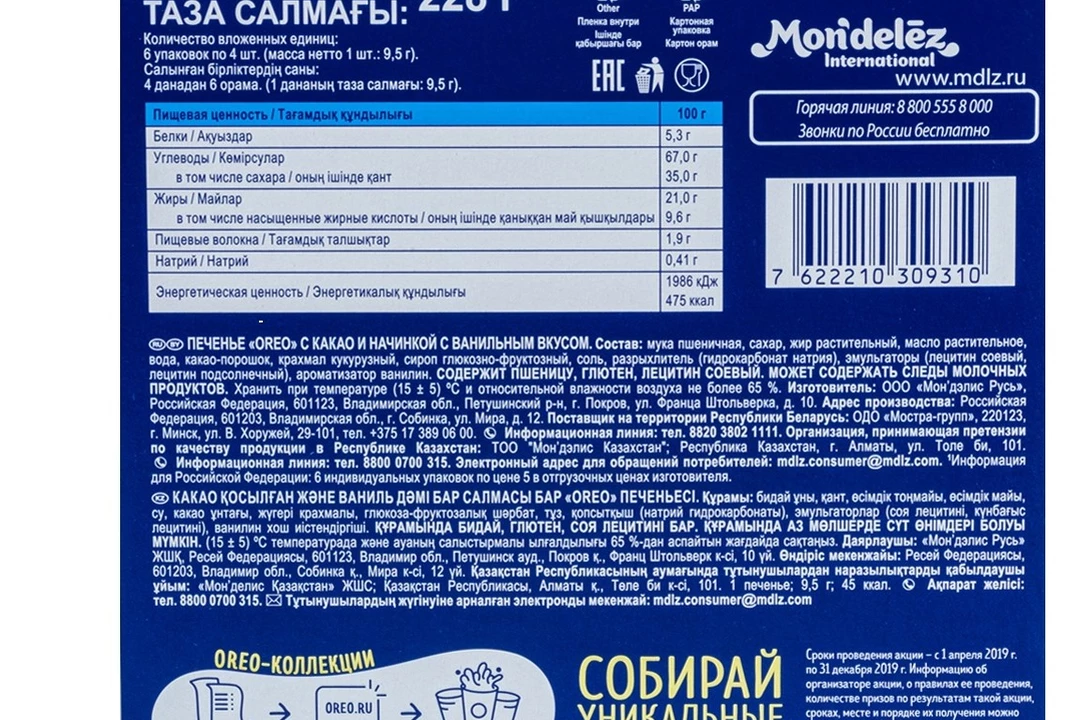 ТАЗА САЛМАҒЫ: 228 г
Количество вложенных единиц:
6 упаковок по 4 шт. (масса нетто 1 шт.: 9,5 г).
Салынған бірліктердің саны:
4 данадан 6 орама. (1 дананың таза салмағы: 9,5 г).
Other
Пленка внутри
Ішінде
қабыршағы бар
PAP
Картонная
упаковка
Картон орам
EAC
Mondelēz
International
www.mdlz.ru
Горячая линия: 8 800 555 8 000
Звонки по России бесплатно
Пищевая ценность / Тағамдық құндылығы 100 г
Белки / Ақуыздар 5,3 г
Углеводы / Көмірсулар 67,0 г
в том числе сахара / оның ішінде қант 35,0 г
Жиры / Майлар 21,0 г
в том числе насыщенные жирные кислоты / оның ішінде қаныққан май қышқылдары 9,6 г
Пищевые волокна / Тағамдық талшықтар 1,9 г
Натрий / Натрий 0,41 г
Энергетическая ценность / Энергетикалық құндылығы 1986 кДж
475 ккал
7 622210 309310
RU BY ПЕЧЕНЬЕ «OREO» С КАКАО И НАЧИНКОЙ С ВАНИЛЬНЫМ ВКУСОМ. Состав: мука пшеничная, сахар, жир растительный, масло растительное,
вода, какао-порошок, крахмал кукурузный, сироп глюкозно-фруктозный, соль, разрыхлитель (гидрокарбонат натрия), эмульгаторы (лецитин соевый,
лецитин подсолнечный), ароматизатор ванилин. СОДЕРЖИТ ПШЕНИЦУ, ГЛЮТЕН, ЛЕЦИТИН СОЕВЫЙ. МОЖЕТ СОДЕРЖАТЬ СЛЕДЫ МОЛОЧНЫХ
ПРОДУКТОВ. Хранить при температуре (15 ± 5) °C и относительной влажности воздуха не более 65 %. Изготовитель: ООО «Мон'дэлис Русь»,
Российская Федерация, 601123, Владимирская обл., Петушинский р-н, г. Покров, ул. Франца Штольверка, д. 10. Адрес производства: Российская
Федерация, 601203, Владимирская обл., г. Собинка, ул. Мира, д. 12. Поставщик на территории Республики Беларусь: ОДО «Мостра-групп», 220123,
г. Минск, ул. В. Хоружей, 29-101, тел. +375 17 389 06 00. Информационная линия: тел. 8820 3802 1111. Организация, принимающая претензии
по качеству продукции в Республике Казахстан: ТОО "Мон'дэлис Казахстан"; Республика Казахстан, г. Алматы, ул. Толе би, 101.
Информационная линия: тел. 8800 0700 315. Электронный адрес для обращений потребителей: mdlz.consumer@mdlz.com. ¹Информация
для Российской Федерации: 6 индивидуальных упаковок по цене 5 в отгрузочных ценах изготовителя.
KZ КАКАО ҚОСЫЛҒАН ЖӘНЕ ВАНИЛЬ ДӘМІ БАР САЛМАСЫ БАР «OREO» ПЕЧЕНЬЕСІ. Құрамы: бидай ұны, қант, өсімдік тоңмайы, өсімдік майы,
су, какао ұнтағы, жүгері крахмалы, глюкоза-фруктозалық шәрбат, тұз, қопсытқыш (натрий гидрокарбонаты), эмульгаторлар (соя лецитині, күнбағыс
лецитині), ванилин хош иістендіргіші. ҚҰРАМЫНДА БИДАЙ, ГЛЮТЕН, СОЯ ЛЕЦИТИНІ БАР. ҚҰРАМЫНДА АЗ МӨЛШЕРДЕ СҮТ ӨНІМДЕРІ БОЛУЫ
МҮМКІН. (15 ± 5) °C температурада және ауаның салыстырмалы ылғалдылығы 65 %-дан аспайтын жағдайда сақтаңыз. Даярлаушы: «Мон'дэлис Русь»
ЖШҚ, Ресей Федерациясы, 601123, Владимир обл., Петушинск ауд., Покров қ., Франц Штольверк к-сі, 10 үй. Өндіріс мекенжайы: Ресей Федерациясы,
601203, Владимир обл., Собинка қ., Мира к-сі, 12 үй. Қазақстан Республикасының аумағында тұтынушылардан наразылықтарды қабылдаушы
ұйым: «Мон'делис Қазақстан» ЖШС; Қазақстан Республикасы, Алматы қ., Төле би к-сі, 101. 1 печенье; 9,5 г; 45 ккал. Ақпарат желісі:
тел. 8800 0700 315. Тұтынушылардың жүгінуіне арналған электронды мекенжай: mdlz.consumer@mdlz.com
OREO-КОЛЛЕКЦИИ
OREO.RU
СОБИРАЙ
УНИКАЛЬНЫЕ
Сроки проведения акции – с 1 апреля 2019 г.
по 31 декабря 2019 г. Информацию об
организаторе акции, о правилах ее проведения,
количестве призов по результатам такой акции,
сроках, месте и порядке их получения можно